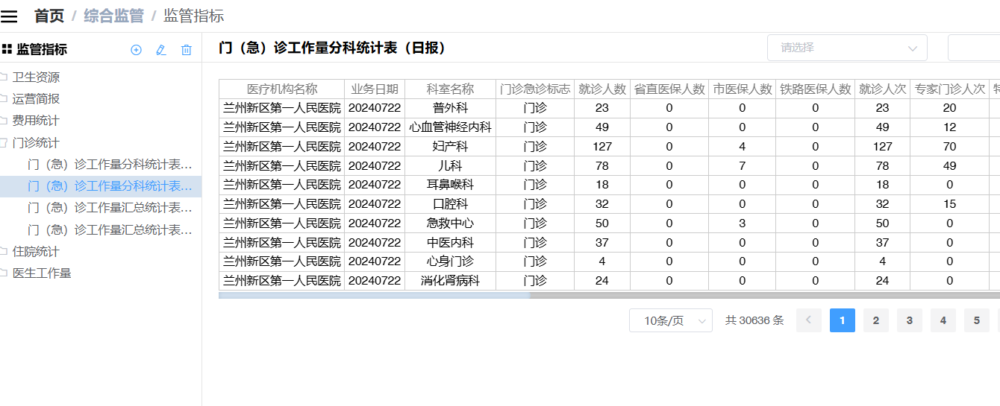 首页 / 综合监管 / 监管指标
监管指标
卫生资源
运营简报
费用统计
门诊统计
门（急）诊工作量分科统计表...
门（急）诊工作量分科统计表...
门（急）诊工作量汇总统计表...
门（急）诊工作量汇总统计表...
住院统计
医生工作量
门（急）诊工作量分科统计表（日报）
请选择
医疗机构名称 业务日期 科室名称 门诊急诊标志 就诊人数 省直医保人数 市医保人数 铁路医保人数 就诊人次 专家门诊人次
兰州新区第一人民医院 20240722 普外科 门诊 23 0 0 0 23 20
兰州新区第一人民医院 20240722 心血管神经内科 门诊 49 0 0 0 49 12
兰州新区第一人民医院 20240722 妇产科 门诊 127 0 4 0 127 70
兰州新区第一人民医院 20240722 儿科 门诊 78 0 7 0 78 49
兰州新区第一人民医院 20240722 耳鼻喉科 门诊 18 0 0 0 18 0
兰州新区第一人民医院 20240722 口腔科 门诊 32 0 0 0 32 15
兰州新区第一人民医院 20240722 急救中心 门诊 50 0 3 0 50 0
兰州新区第一人民医院 20240722 中医内科 门诊 37 0 0 0 37 0
兰州新区第一人民医院 20240722 心身门诊 门诊 4 0 0 0 4 0
兰州新区第一人民医院 20240722 消化肾病科 门诊 24 0 0 0 24 0
10条/页 共 30636 条 1 2 3 4 5